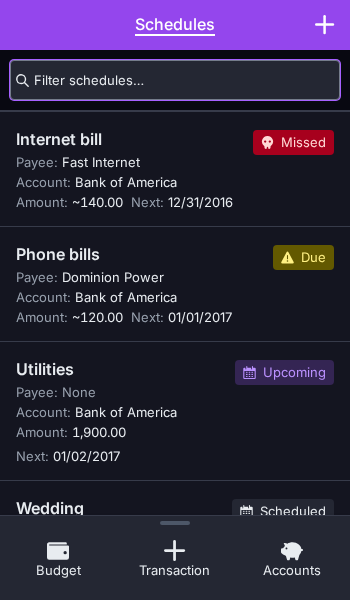 Schedules
Filter schedules...
Internet bill
Missed
Payee: Fast Internet
Account: Bank of America
Amount: ~140.00 Next: 12/31/2016
Phone bills
Due
Payee: Dominion Power
Account: Bank of America
Amount: ~120.00 Next: 01/01/2017
Utilities
Upcoming
Payee: None
Account: Bank of America
Amount: 1,900.00
Next: 01/02/2017
Wedding
Scheduled
Budget Transaction Accounts